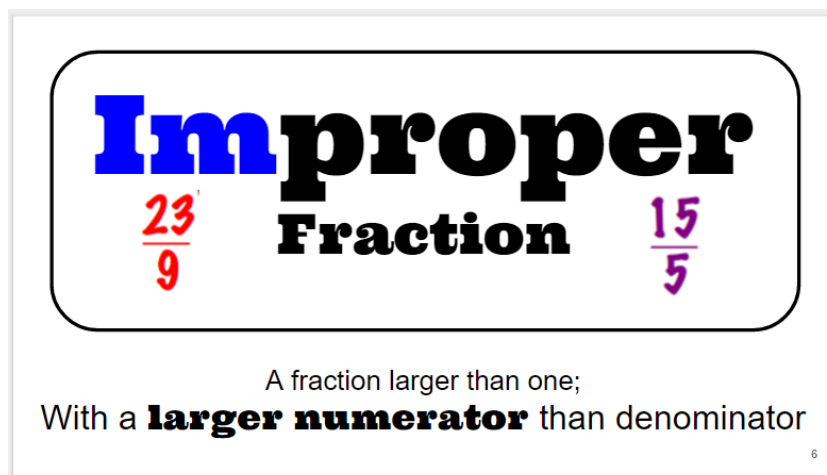 Improper
23/9 Fraction 15/5
A fraction larger than one;
With a larger numerator than denominator
6